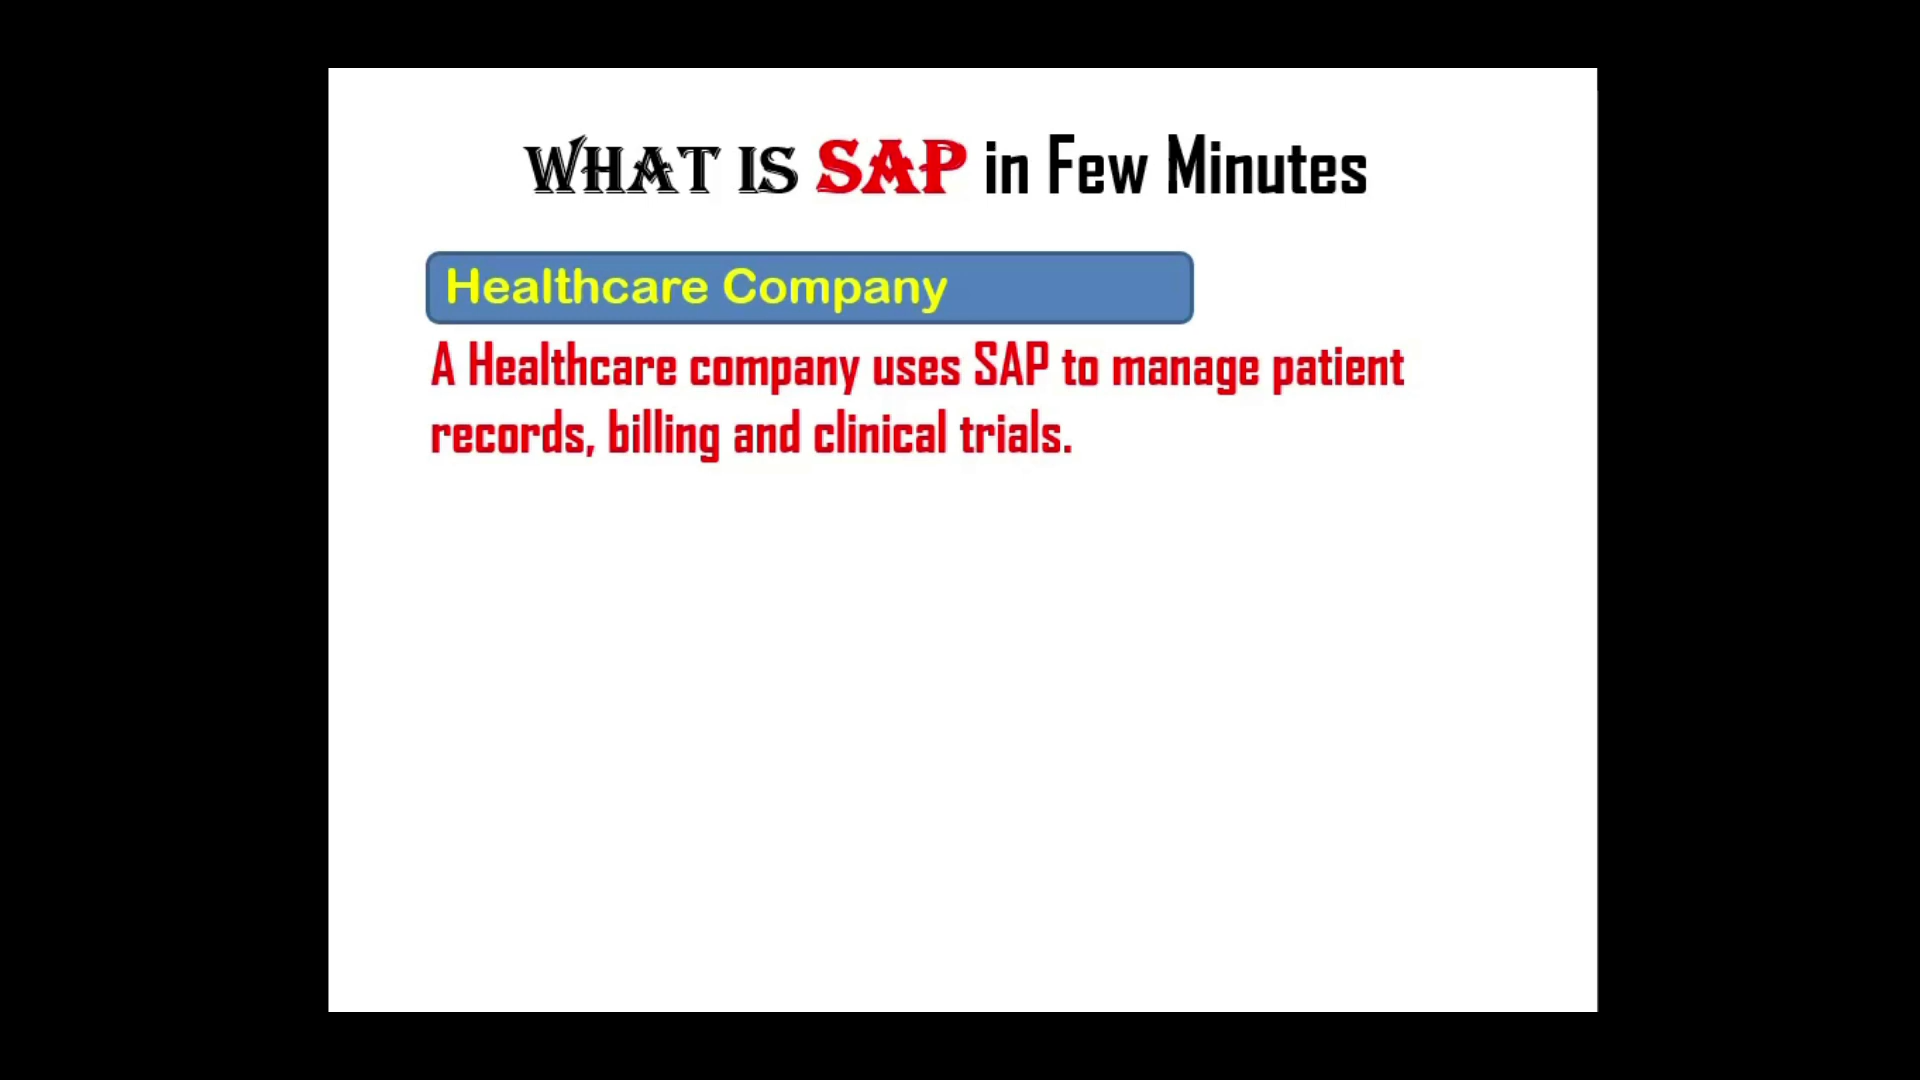 WHAT IS SAP in Few Minutes
Healthcare Company
A Healthcare company uses SAP to manage patient
records, billing and clinical trials.